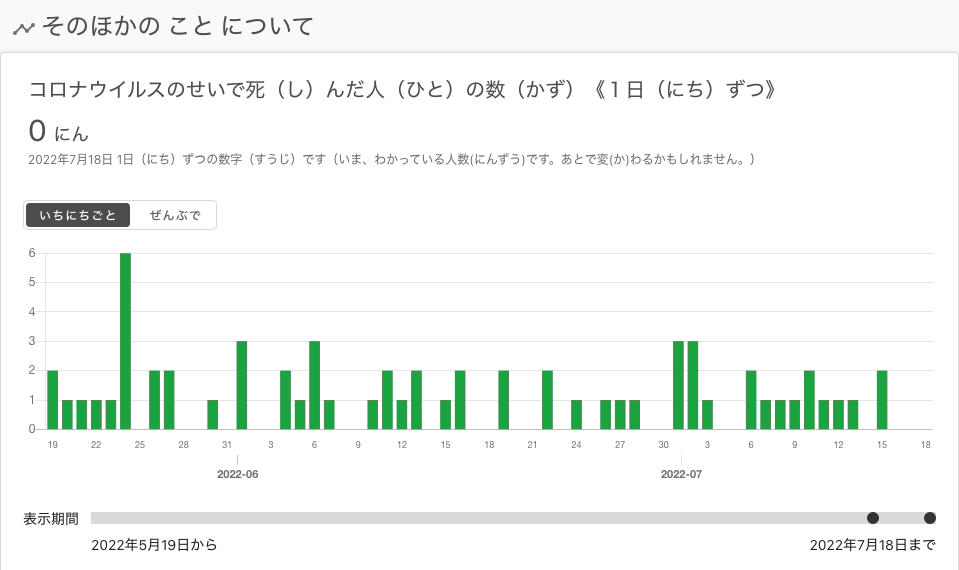 そのほかの こと について
コロナウイルスのせいで死（し）んだ人（ひと）の数（かず）《１日（にち）ずつ》
0 にん
2022年7月18日 1日（にち）ずつの数字（すうじ）です（いま、わかっている人数(にんずう)です。あとで変(か)わるかもしれません。）
いちにちごと ぜんぶで
6
5
4
3
2
1
0
19 22 25 28 31 3 6 9 12 15 18 21 24 27 30 3 6 9 12 15 18
2022-06 2022-07
表示期間
2022年5月19日から 2022年7月18日まで